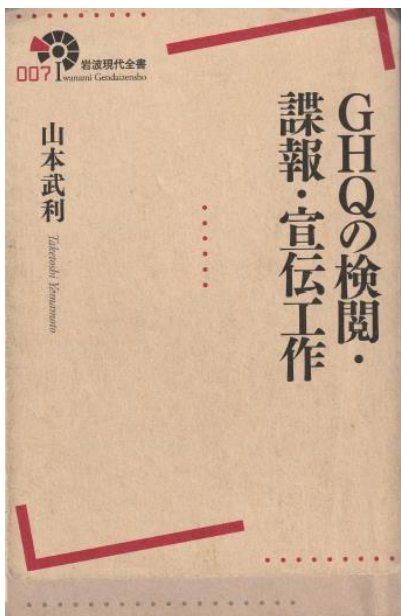 007
岩波現代全書
Iwanami Gendaizensho
GHQの検閲・
諜報・宣伝工作
山本武利
Taketoshi Yamamoto